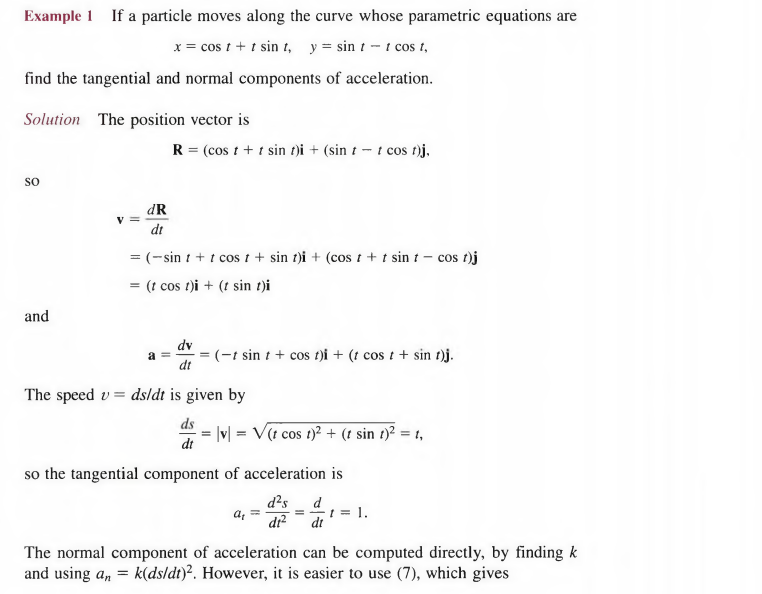 Example 1 If a particle moves along the curve whose parametric equations are
x = cos t + t sin t, y = sin t − t cos t,
find the tangential and normal components of acceleration.
Solution The position vector is
R = (cos t + t sin t)i + (sin t − t cos t)j,
so
v = dR/dt
= (−sin t + t cos t + sin t)i + (cos t + t sin t − cos t)j
= (t cos t)i + (t sin t)i
and
a = dv/dt = (−t sin t + cos t)i + (t cos t + sin t)j.
The speed v = ds/dt is given by
ds/dt = |v| = √(t cos t)² + (t sin t)² = t,
so the tangential component of acceleration is
aₜ = d²s/dt² = d/dt t = 1.
The normal component of acceleration can be computed directly, by finding k
and using aₙ = k(ds/dt)². However, it is easier to use (7), which gives